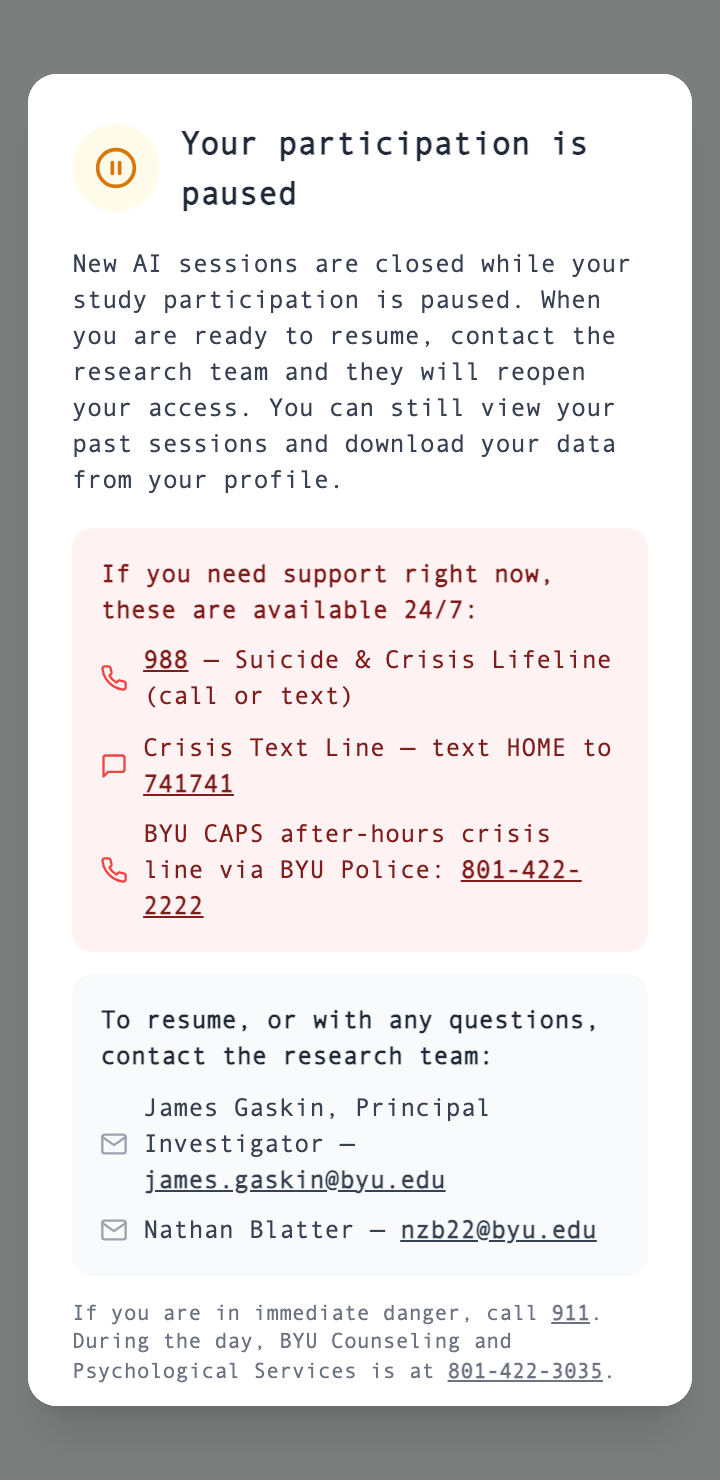 Your participation is
paused
New AI sessions are closed while your
study participation is paused. When
you are ready to resume, contact the
research team and they will reopen
your access. You can still view your
past sessions and download your data
from your profile.
If you need support right now,
these are available 24/7:
988 — Suicide & Crisis Lifeline
(call or text)
Crisis Text Line — text HOME to
741741
BYU CAPS after-hours crisis
line via BYU Police: 801-422-
2222
To resume, or with any questions,
contact the research team:
James Gaskin, Principal
Investigator —
james.gaskin@byu.edu
Nathan Blatter — nzb22@byu.edu
If you are in immediate danger, call 911.
During the day, BYU Counseling and
Psychological Services is at 801-422-3035.